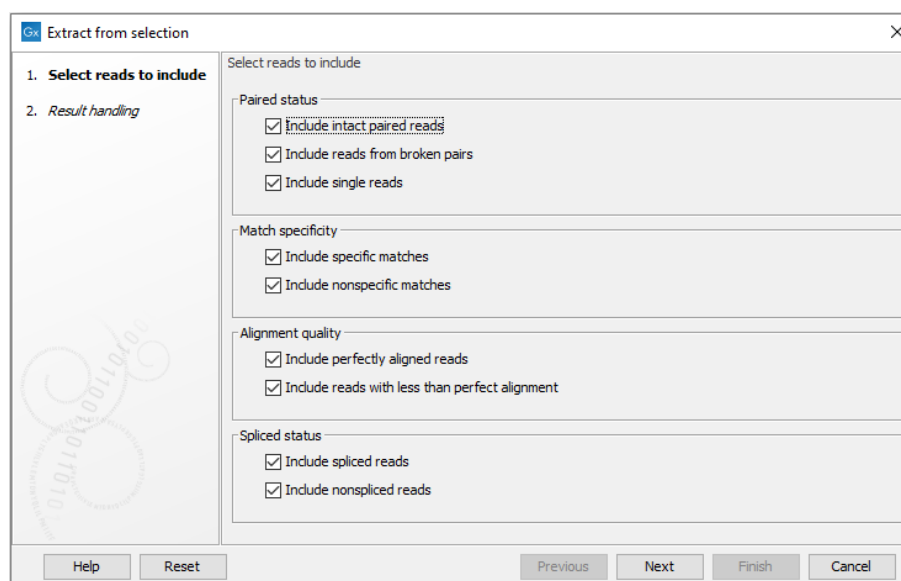 Gx Extract from selection
1. Select reads to include
2. Result handling
Select reads to include
Paired status
Include intact paired reads
Include reads from broken pairs
Include single reads
Match specificity
Include specific matches
Include nonspecific matches
Alignment quality
Include perfectly aligned reads
Include reads with less than perfect alignment
Spliced status
Include spliced reads
Include nonspliced reads
Help Reset Previous Next Finish Cancel